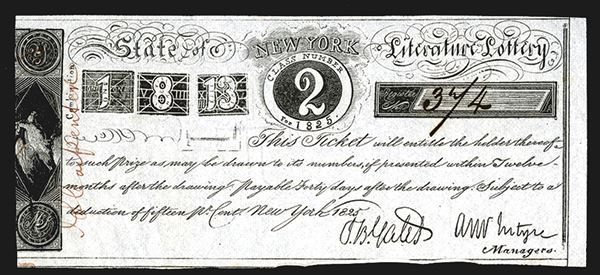 State of NEW YORK Literature Lottery.
CLASS NUMBER
2
For 1825.
1 8 13
Register
374
This Ticket will entitle the holder thereof
to such Prize as may be drawn to its numbers, if presented within Twelve
months after the drawing. Payable Forty days after the drawing. Subject to a
deduction of fifteen Pr. Cent. New York 1825.
J.B. Yates A McIntyre
Managers.